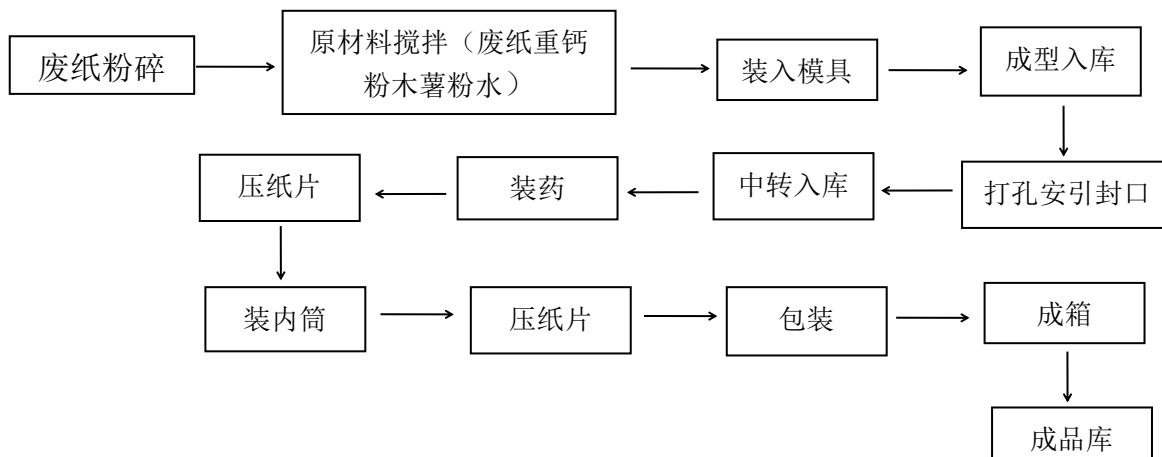 废纸粉碎
原材料搅拌（废纸重钙
粉木薯粉水）
装入模具
成型入库
打孔安引封口
中转入库
装药
压纸片
装内筒
压纸片
包装
成箱
成品库